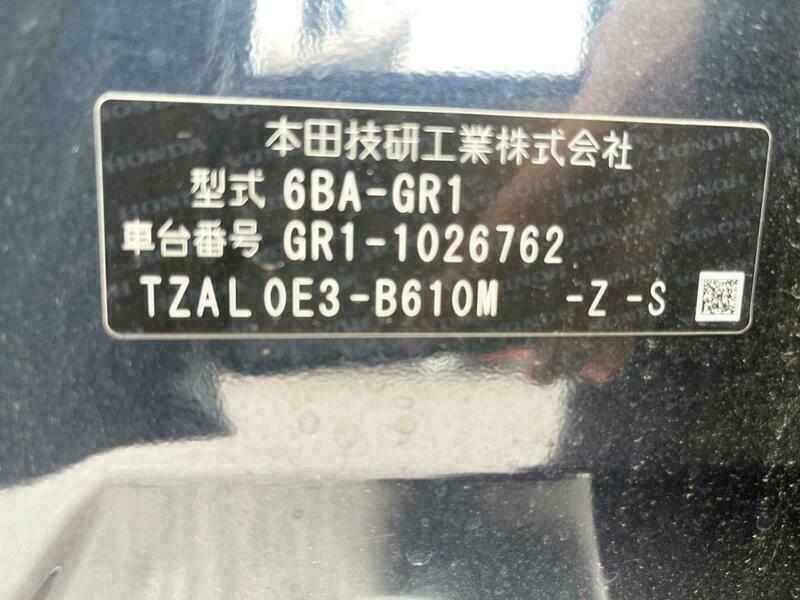 本田技研工業株式会社
型式 6BA-GR1
車台番号 GR1-1026762
TZAL0E3-B610M -Z -S